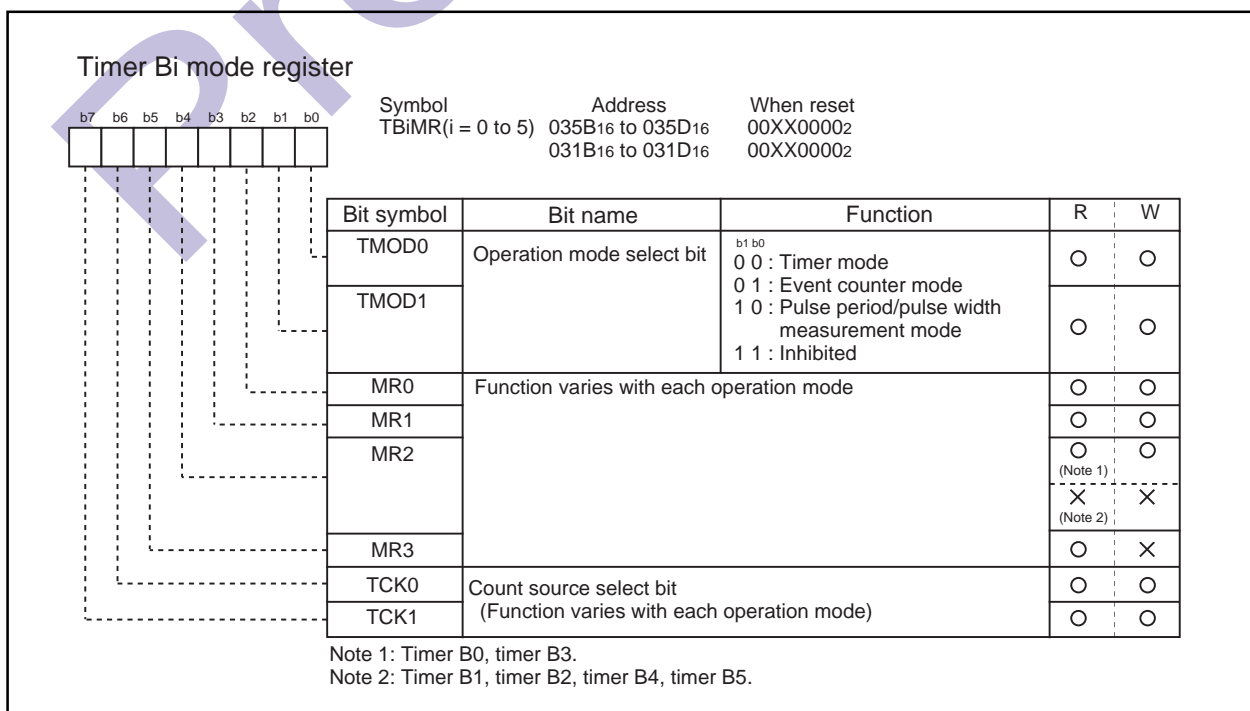 Timer Bi mode register
Symbol Address When reset
TBiMR(i = 0 to 5) 035B16 to 035D16 00XX00002
031B16 to 031D16 00XX00002
b7 b6 b5 b4 b3 b2 b1 b0
Bit symbol Bit name Function R W
TMOD0 Operation mode select bit b1 b0
0 0 : Timer mode
0 1 : Event counter mode
TMOD1 1 0 : Pulse period/pulse width
measurement mode
1 1 : Inhibited
MR0 Function varies with each operation mode
MR1
MR2
(Note 1)
(Note 2)
MR3
TCK0 Count source select bit
TCK1 (Function varies with each operation mode)
Note 1: Timer B0, timer B3.
Note 2: Timer B1, timer B2, timer B4, timer B5.